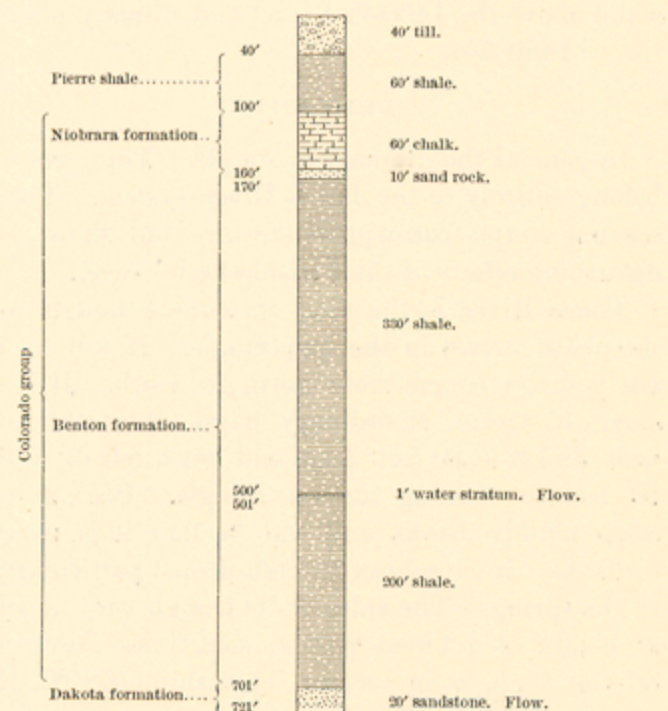 40′ till.
40′
Pierre shale..........
60′ shale.
100′
Niobrara formation..
60′ chalk.
160′
10′ sand rock.
170′
330′ shale.
Colorado group
Benton formation....
500′
1′ water stratum. Flow.
501′
200′ shale.
701′
Dakota formation....
20′ sandstone. Flow.
721′